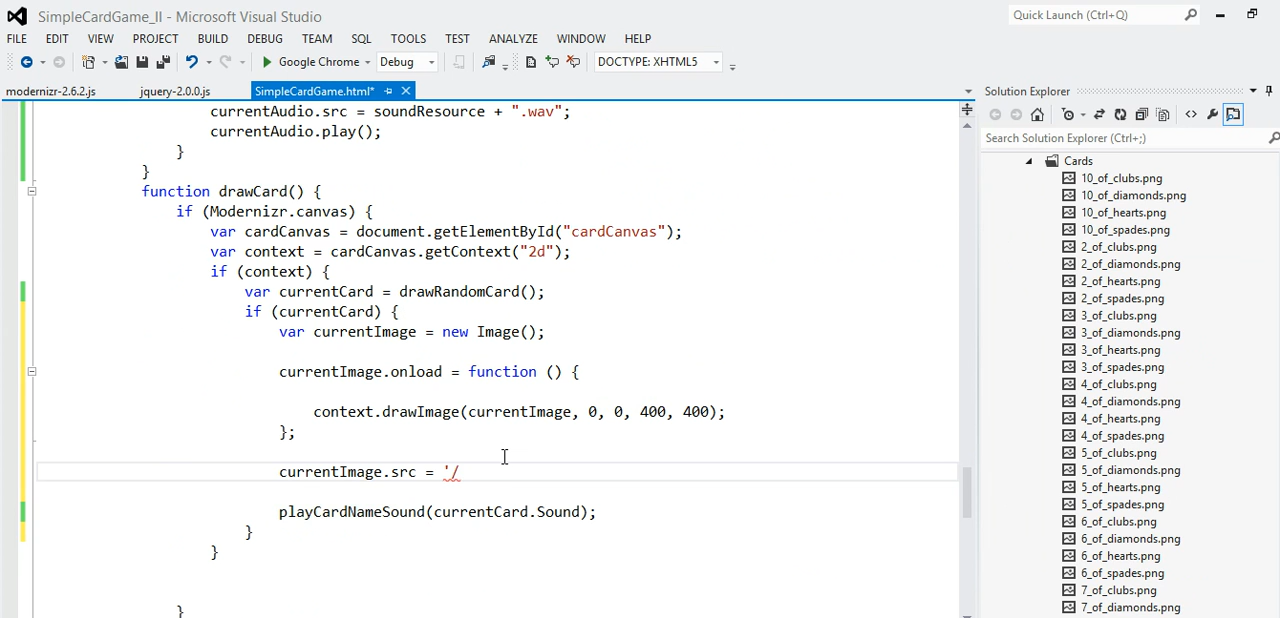 SimpleCardGame_II - Microsoft Visual Studio
Quick Launch (Ctrl+Q)
FILE EDIT VIEW PROJECT BUILD DEBUG TEAM SQL TOOLS TEST ANALYZE WINDOW HELP
Google Chrome Debug DOCTYPE: XHTML5
modernizr-2.6.2.js jquery-2.0.0.js SimpleCardGame.html*
currentAudio.src = soundResource + ".wav";
currentAudio.play();
}
}
function drawCard() {
if (Modernizr.canvas) {
var cardCanvas = document.getElementById("cardCanvas");
var context = cardCanvas.getContext("2d");
if (context) {
var currentCard = drawRandomCard();
if (currentCard) {
var currentImage = new Image();
currentImage.onload = function () {
context.drawImage(currentImage, 0, 0, 400, 400);
};
currentImage.src = '/
playCardNameSound(currentCard.Sound);
}
}
}
Solution Explorer
Search Solution Explorer (Ctrl+;)
Cards
10_of_clubs.png
10_of_diamonds.png
10_of_hearts.png
10_of_spades.png
2_of_clubs.png
2_of_diamonds.png
2_of_hearts.png
2_of_spades.png
3_of_clubs.png
3_of_diamonds.png
3_of_hearts.png
3_of_spades.png
4_of_clubs.png
4_of_diamonds.png
4_of_hearts.png
4_of_spades.png
5_of_clubs.png
5_of_diamonds.png
5_of_hearts.png
5_of_spades.png
6_of_clubs.png
6_of_diamonds.png
6_of_hearts.png
6_of_spades.png
7_of_clubs.png
7_of_diamonds.png